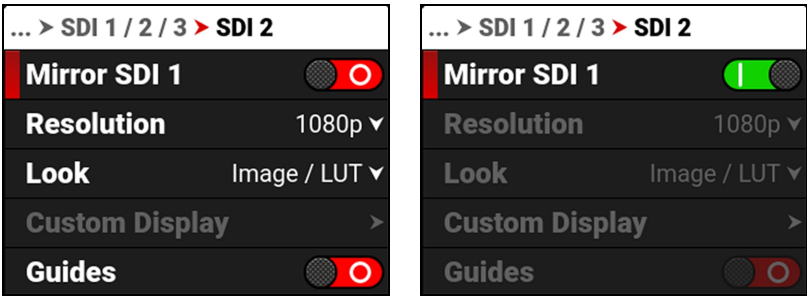 ... > SDI 1 / 2 / 3 > SDI 2
Mirror SDI 1
Resolution 1080p
Look Image / LUT
Custom Display
Guides
... > SDI 1 / 2 / 3 > SDI 2
Mirror SDI 1
Resolution 1080p
Look Image / LUT
Custom Display
Guides